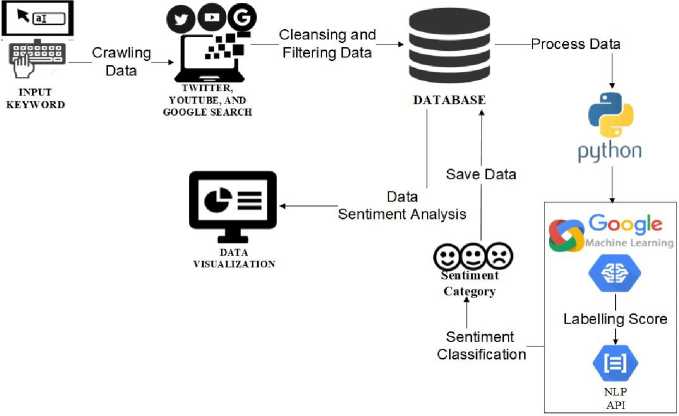 aI
INPUT
KEYWORD
Crawling
Data
TWITTER,
YOUTUBE, AND
GOOGLE SEARCH
Cleansing and
Filtering Data
DATABASE
Process Data
python
Google
Machine Learning
Labelling Score
NLP
API
Sentiment
Classification
Sentiment
Category
Save Data
Data
Sentiment Analysis
DATA
VISUALIZATION